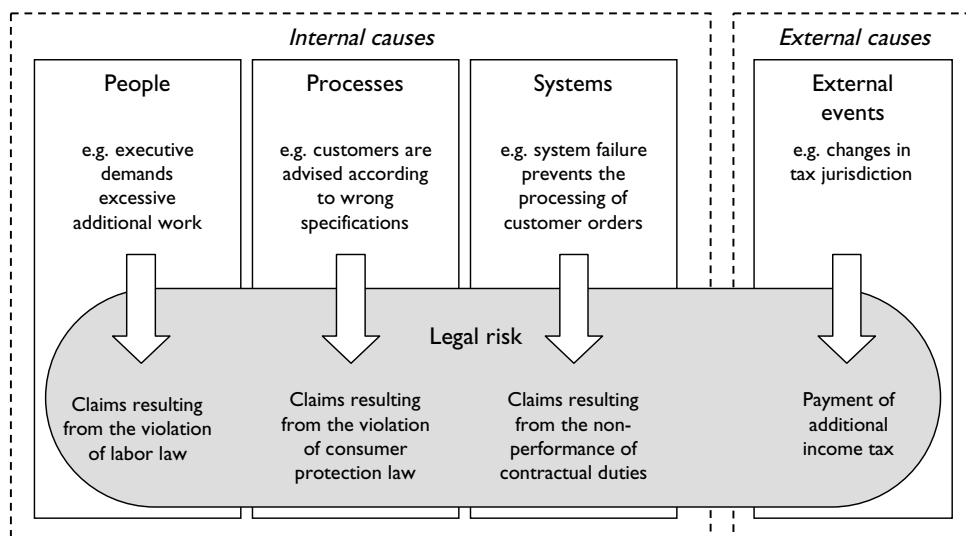 Internal causes
External causes
People
e.g. executive
demands
excessive
additional work
Processes
e.g. customers are
advised according
to wrong
specifications
Systems
e.g. system failure
prevents the
processing of
customer orders
External
events
e.g. changes in
tax jurisdiction
Legal risk
Claims resulting
from the violation
of labor law
Claims resulting
from the violation
of consumer
protection law
Claims resulting
from the non-
performance of
contractual duties
Payment of
additional
income tax